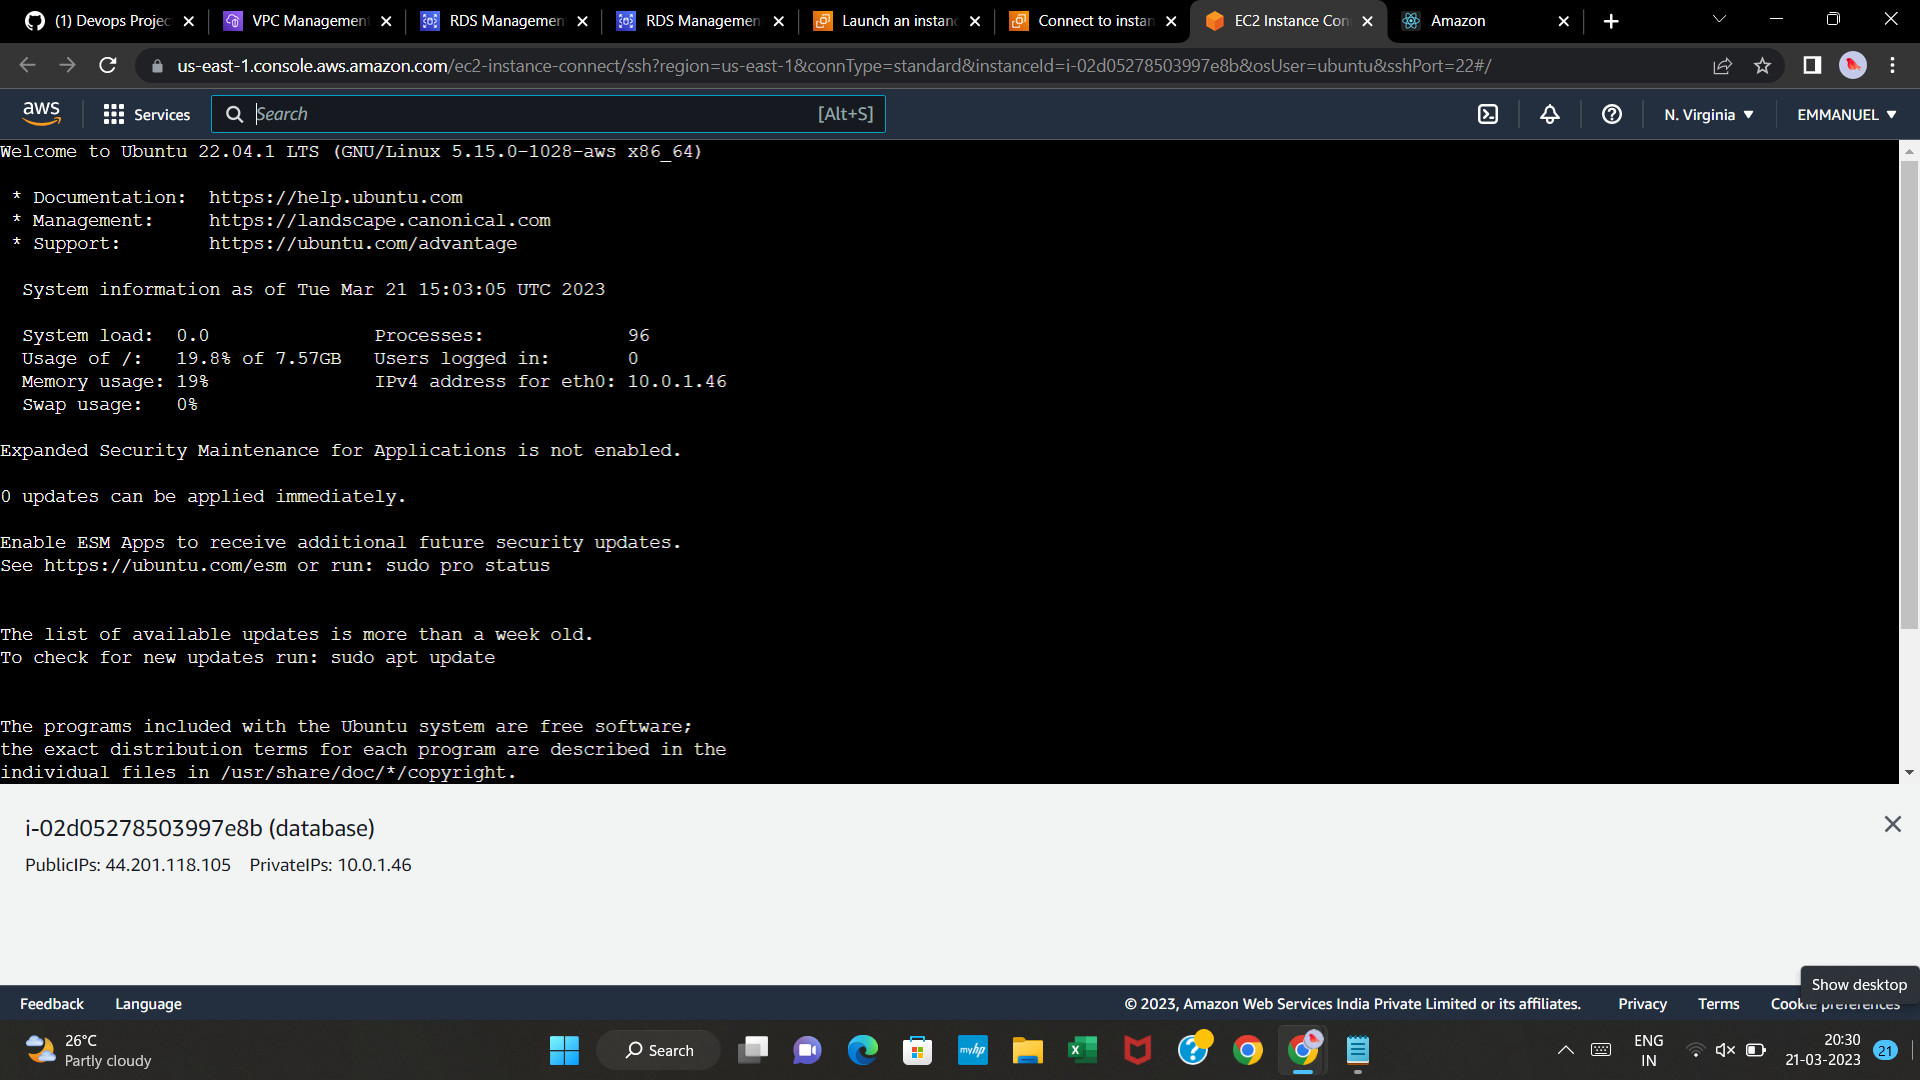 (1) Devops Projec
VPC Managemen
RDS Managemen
RDS Managemen
Launch an instanc
Connect to instan
EC2 Instance Con
Amazon
us-east-1.console.aws.amazon.com/ec2-instance-connect/ssh?region=us-east-1&connType=standard&instanceId=i-02d05278503997e8b&osUser=ubuntu&sshPort=22#/
aws
Services
Search
[Alt+S]
N. Virginia
EMMANUEL
Welcome to Ubuntu 22.04.1 LTS (GNU/Linux 5.15.0-1028-aws x86_64)
* Documentation: https://help.ubuntu.com
* Management: https://landscape.canonical.com
* Support: https://ubuntu.com/advantage
System information as of Tue Mar 21 15:03:05 UTC 2023
System load: 0.0 Processes: 96
Usage of /: 19.8% of 7.57GB Users logged in: 0
Memory usage: 19% IPv4 address for eth0: 10.0.1.46
Swap usage: 0%
Expanded Security Maintenance for Applications is not enabled.
0 updates can be applied immediately.
Enable ESM Apps to receive additional future security updates.
See https://ubuntu.com/esm or run: sudo pro status
The list of available updates is more than a week old.
To check for new updates run: sudo apt update
The programs included with the Ubuntu system are free software;
the exact distribution terms for each program are described in the
individual files in /usr/share/doc/*/copyright.
i-02d05278503997e8b (database)
PublicIPs: 44.201.118.105 PrivateIPs: 10.0.1.46
Show desktop
Feedback
Language
© 2023, Amazon Web Services India Private Limited or its affiliates.
Privacy
Terms
Cookie preferences
26°C
Partly cloudy
Search
myhp
ENG
IN
20:30
21-03-2023
21